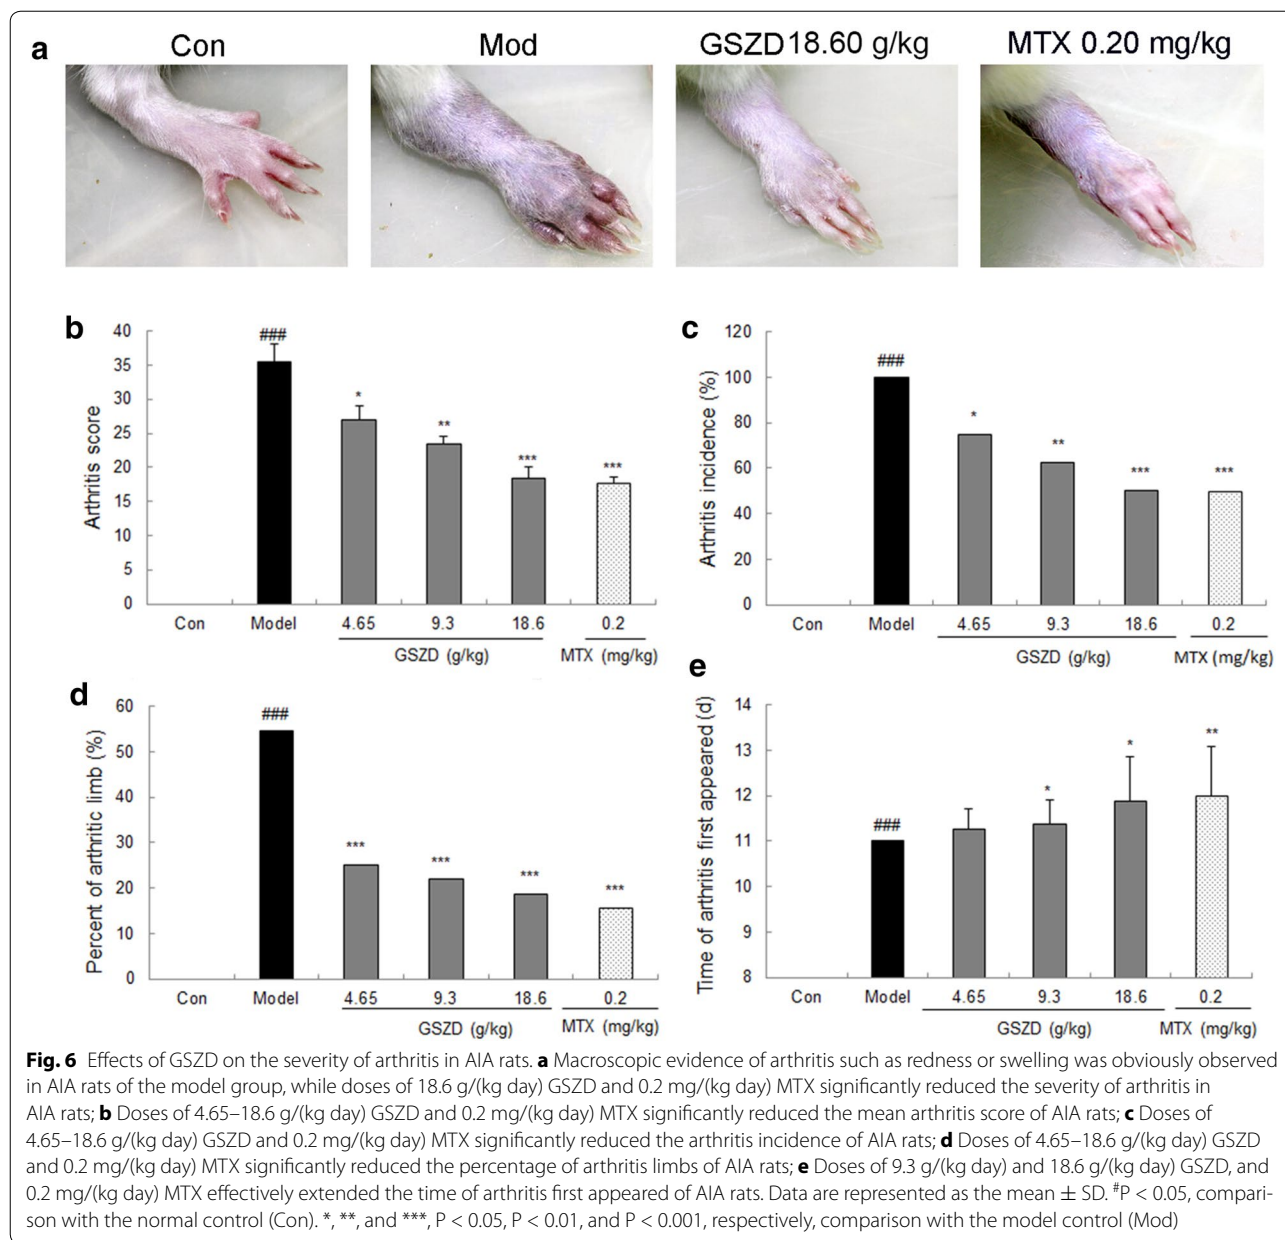 a
Con
Mod
GSZD 18.60 g/kg
MTX 0.20 mg/kg
b
Arthritis score
40
35
30
25
20
15
10
5
0
###
*
**
***
***
Con
Model
4.65
9.3
18.6
0.2
GSZD (g/kg)
MTX (mg/kg)
c
Arthritis incidence (%)
120
100
80
60
40
20
0
###
*
**
***
***
Con
Model
4.65
9.3
18.6
0.2
GSZD (g/kg)
MTX (mg/kg)
d
Percent of arthritic limb (%)
60
50
40
30
20
10
0
###
***
***
***
***
Con
Model
4.65
9.3
18.6
0.2
GSZD (g/kg)
MTX (mg/kg)
e
Time of arthritis first appeared (d)
14
13
12
11
10
9
8
###
*
*
**
Con
Model
4.65
9.3
18.6
0.2
GSZD (g/kg)
MTX (mg/kg)
Fig. 6 Effects of GSZD on the severity of arthritis in AIA rats. a Macroscopic evidence of arthritis such as redness or swelling was obviously observed
in AIA rats of the model group, while doses of 18.6 g/(kg day) GSZD and 0.2 mg/(kg day) MTX significantly reduced the severity of arthritis in
AIA rats; b Doses of 4.65–18.6 g/(kg day) GSZD and 0.2 mg/(kg day) MTX significantly reduced the mean arthritis score of AIA rats; c Doses of
4.65–18.6 g/(kg day) GSZD and 0.2 mg/(kg day) MTX significantly reduced the arthritis incidence of AIA rats; d Doses of 4.65–18.6 g/(kg day) GSZD
and 0.2 mg/(kg day) MTX significantly reduced the percentage of arthritis limbs of AIA rats; e Doses of 9.3 g/(kg day) and 18.6 g/(kg day) GSZD, and
0.2 mg/(kg day) MTX effectively extended the time of arthritis first appeared of AIA rats. Data are represented as the mean ± SD. #P < 0.05, compari-
son with the normal control (Con). *, **, and ***, P < 0.05, P < 0.01, and P < 0.001, respectively, comparison with the model control (Mod)